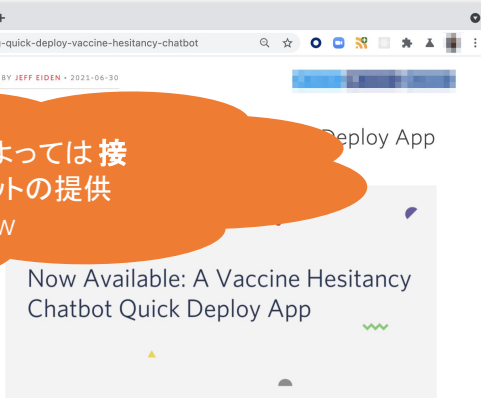 -quick-deploy-vaccine-hesitancy-chatbot
BY JEFF EIDEN • 2021-06-30
Deploy App
よっては 接
ットの提供
w
Now Available: A Vaccine Hesitancy
Chatbot Quick Deploy App